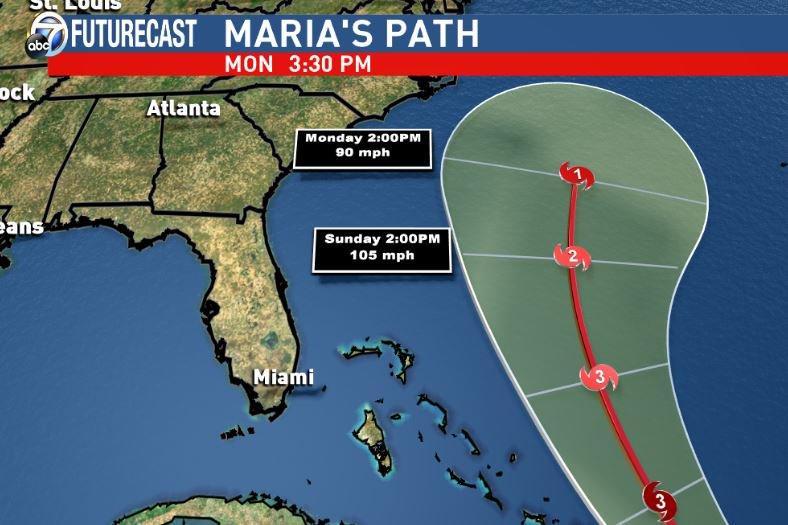 St. Louis
7
abc
FUTURECAST
MARIA'S PATH
MON 3:30 PM
ock
Atlanta
Monday 2:00PM
90 mph
1
eans
Sunday 2:00PM
105 mph
2
Miami
3
3